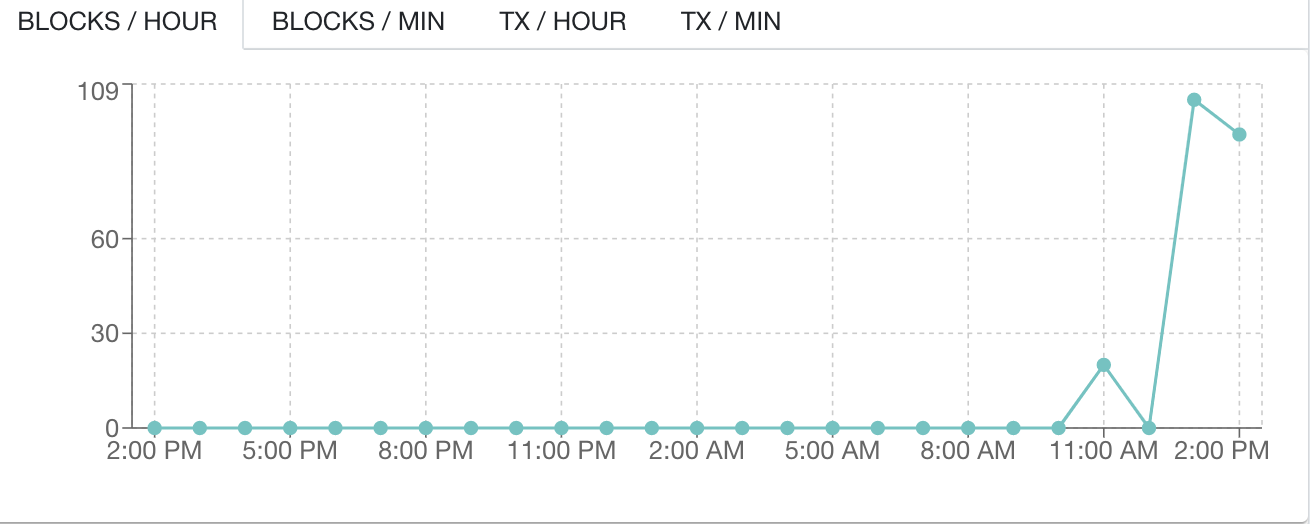 BLOCKS / HOUR BLOCKS / MIN TX / HOUR TX / MIN
109
60
30
0
2:00 PM 5:00 PM 8:00 PM 11:00 PM 2:00 AM 5:00 AM 8:00 AM 11:00 AM 2:00 PM